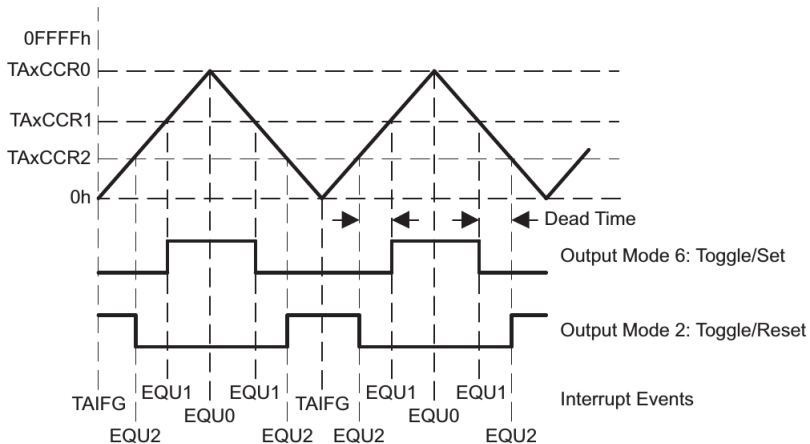 0FFFFh
TAxCCR0
TAxCCR1
TAxCCR2
0h
Dead Time
Output Mode 6: Toggle/Set
Output Mode 2: Toggle/Reset
TAIFG EQU1 EQU1 TAIFG EQU1 EQU1 Interrupt Events
EQU0 EQU0
EQU2 EQU2 EQU2 EQU2